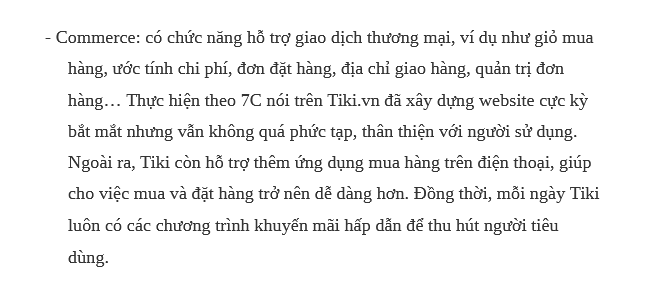 - Commerce: có chức năng hỗ trợ giao dịch thương mại, ví dụ như giỏ mua
hàng, ước tính chi phí, đơn đặt hàng, địa chỉ giao hàng, quản trị đơn
hàng… Thực hiện theo 7C nói trên Tiki.vn đã xây dựng website cực kỳ
bắt mắt nhưng vẫn không quá phức tạp, thân thiện với người sử dụng.
Ngoài ra, Tiki còn hỗ trợ thêm ứng dụng mua hàng trên điện thoại, giúp
cho việc mua và đặt hàng trở nên dễ dàng hơn. Đồng thời, mỗi ngày Tiki
luôn có các chương trình khuyến mãi hấp dẫn để thu hút người tiêu
dùng.